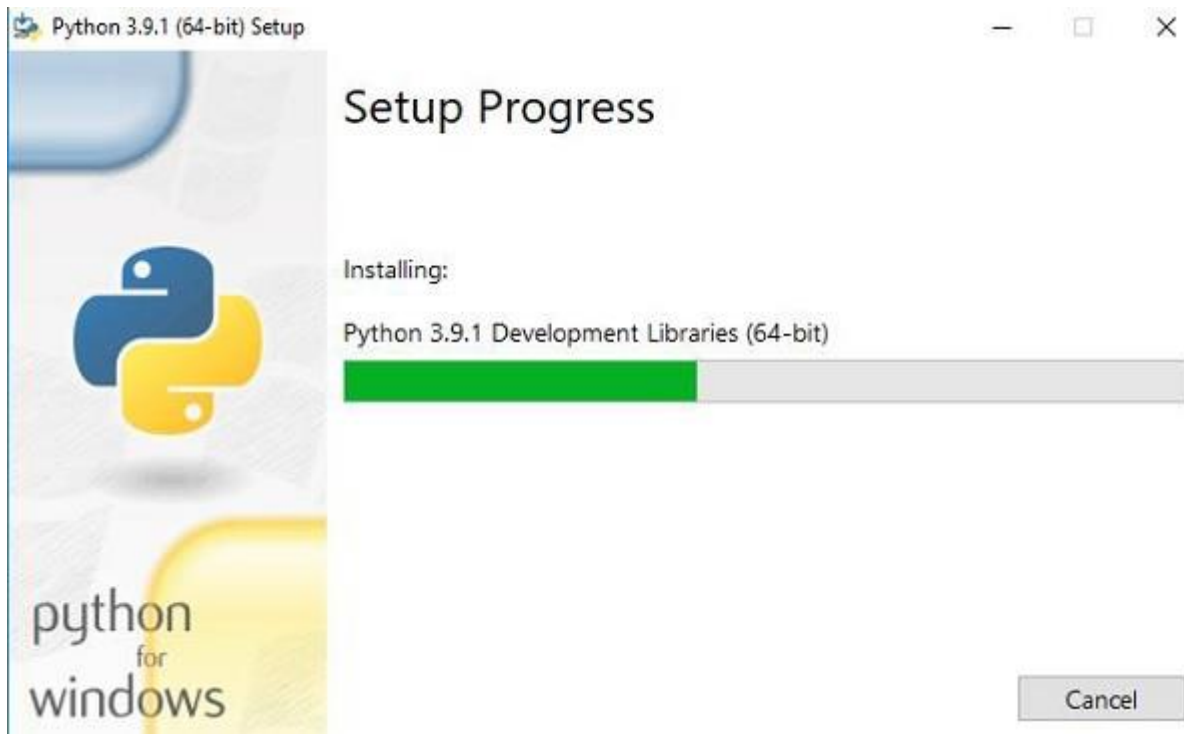 Python 3.9.1 (64-bit) Setup
Setup Progress
Installing:
Python 3.9.1 Development Libraries (64-bit)
python
for
windows
Cancel